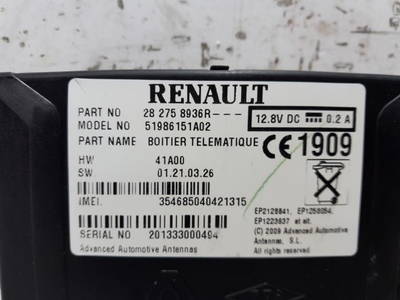 RENAULT
PART NO 28 275 8936R---
12.8V DC 0.2 A
MODEL NO 51986151A02
PART NAME BOITIER TELEMATIQUE
CE 1909
HW 41A00
SW 01.21.03.26
IMEI. 354685040421315
EP2128841, EP1258054,
EP1223637 et alt.
(C) 2009 Advanced Automotive
Antennas, S.L.
All rights reserved.
Serial NO 201333000494
Advanced Automotive Antennas